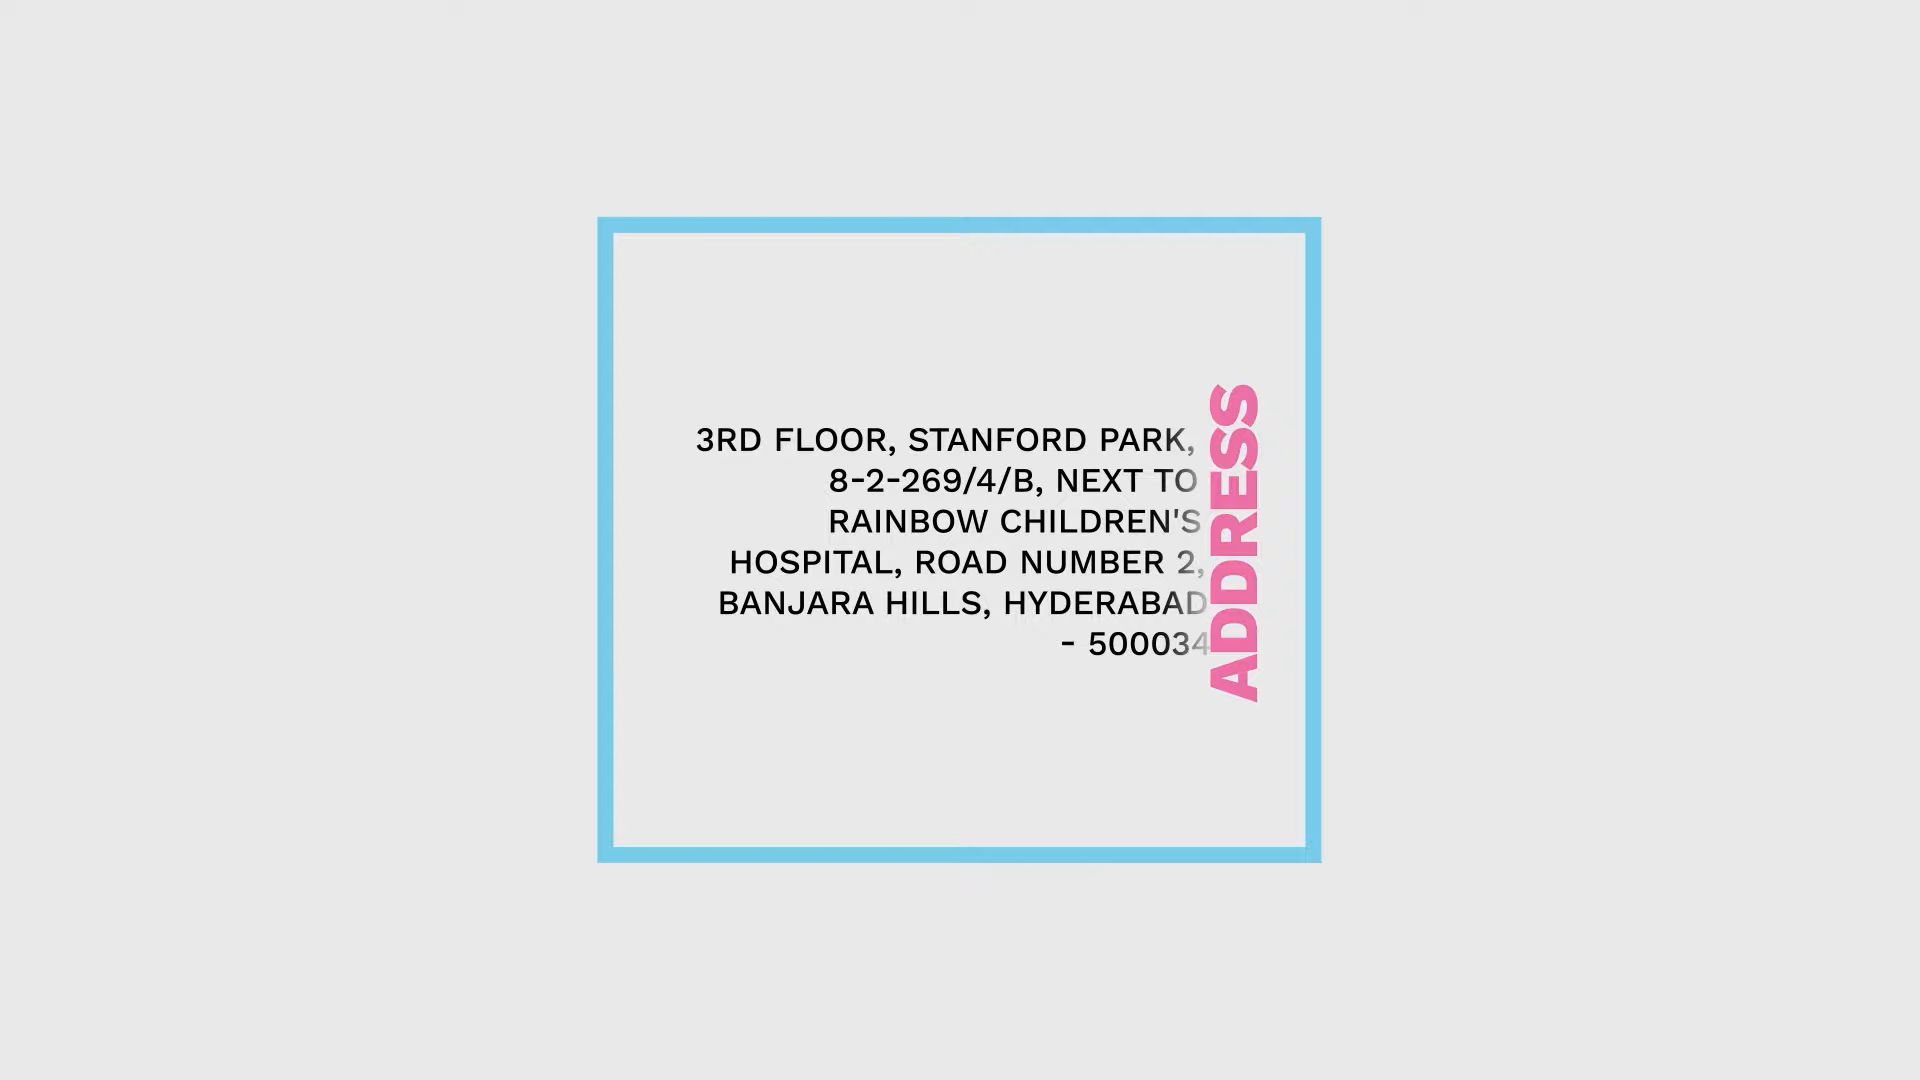 3RD FLOOR, STANFORD PARK,
8-2-269/4/B, NEXT TO
RAINBOW CHILDREN'S
HOSPITAL, ROAD NUMBER 2,
BANJARA HILLS, HYDERABAD
- 500034
ADDRESS